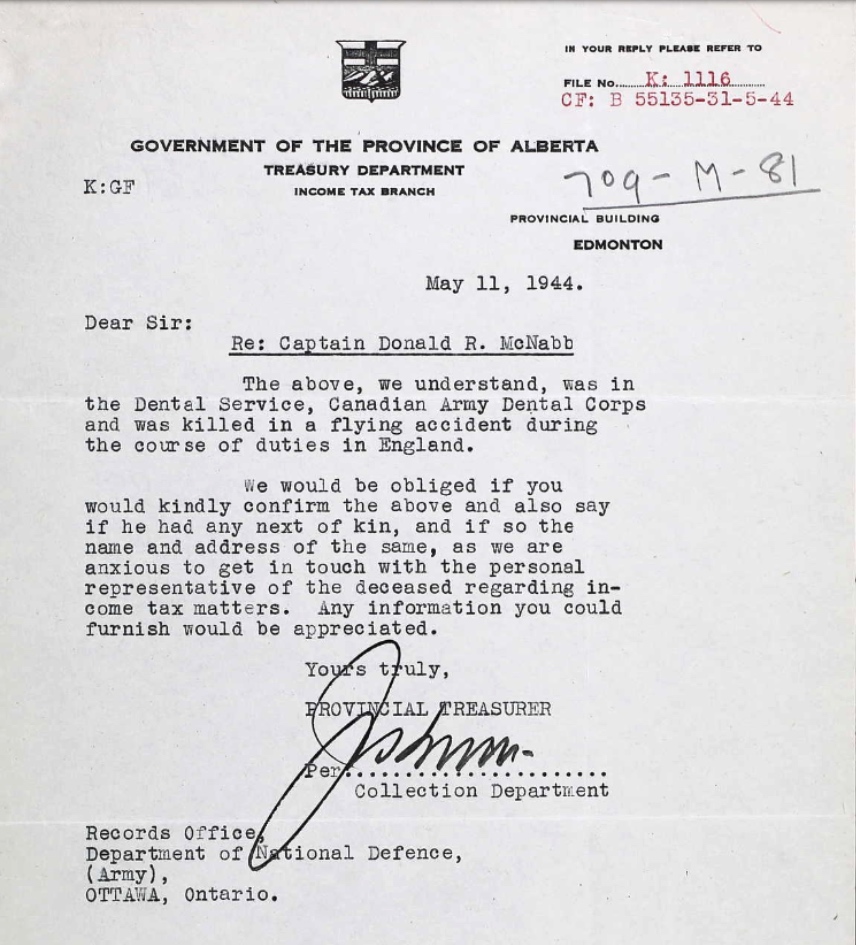 IN YOUR REPLY PLEASE REFER TO
FILE No. K: 1116
CF: B 55135-31-5-44
GOVERNMENT OF THE PROVINCE OF ALBERTA
TREASURY DEPARTMENT
K:GF
INCOME TAX BRANCH
709-M-81
PROVINCIAL BUILDING
EDMONTON
May 11, 1944.
Dear Sir:
Re: Captain Donald R. McNabb
The above, we understand, was in
the Dental Service, Canadian Army Dental Corps
and was killed in a flying accident during
the course of duties in England.
We would be obliged if you
would kindly confirm the above and also say
if he had any next of kin, and if so the
name and address of the same, as we are
anxious to get in touch with the personal
representative of the deceased regarding in-
come tax matters. Any information you could
furnish would be appreciated.
Yours truly,
PROVINCIAL TREASURER
Per
Collection Department
Records Office,
Department of National Defence,
(Army),
OTTAWA, Ontario.